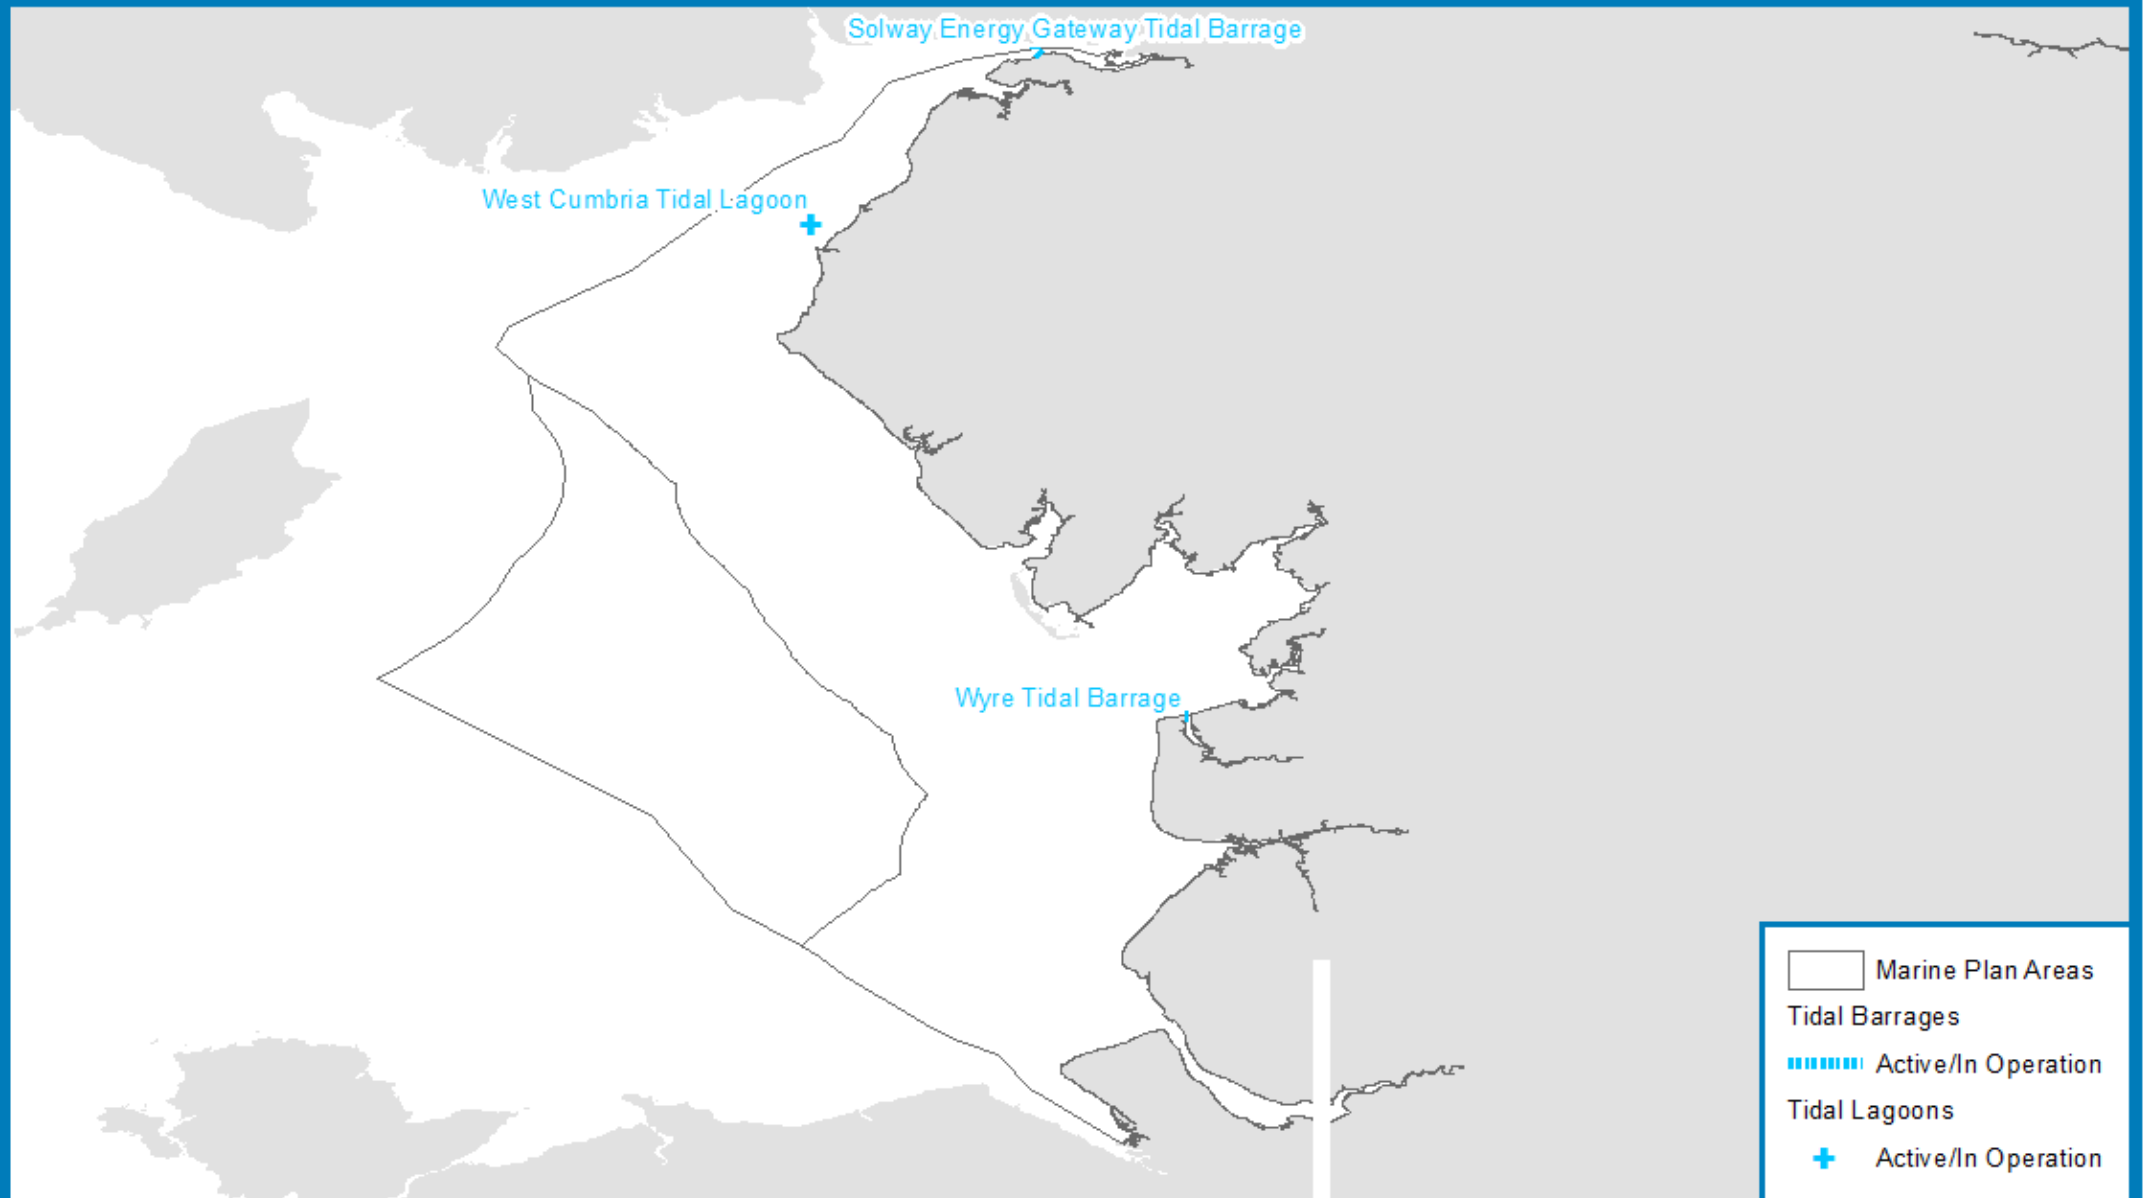 Solway Energy Gateway Tidal Barrage
West Cumbria Tidal Lagoon
Wyre Tidal Barrage
Marine Plan Areas
Tidal Barrages
Active/In Operation
Tidal Lagoons
Active/In Operation